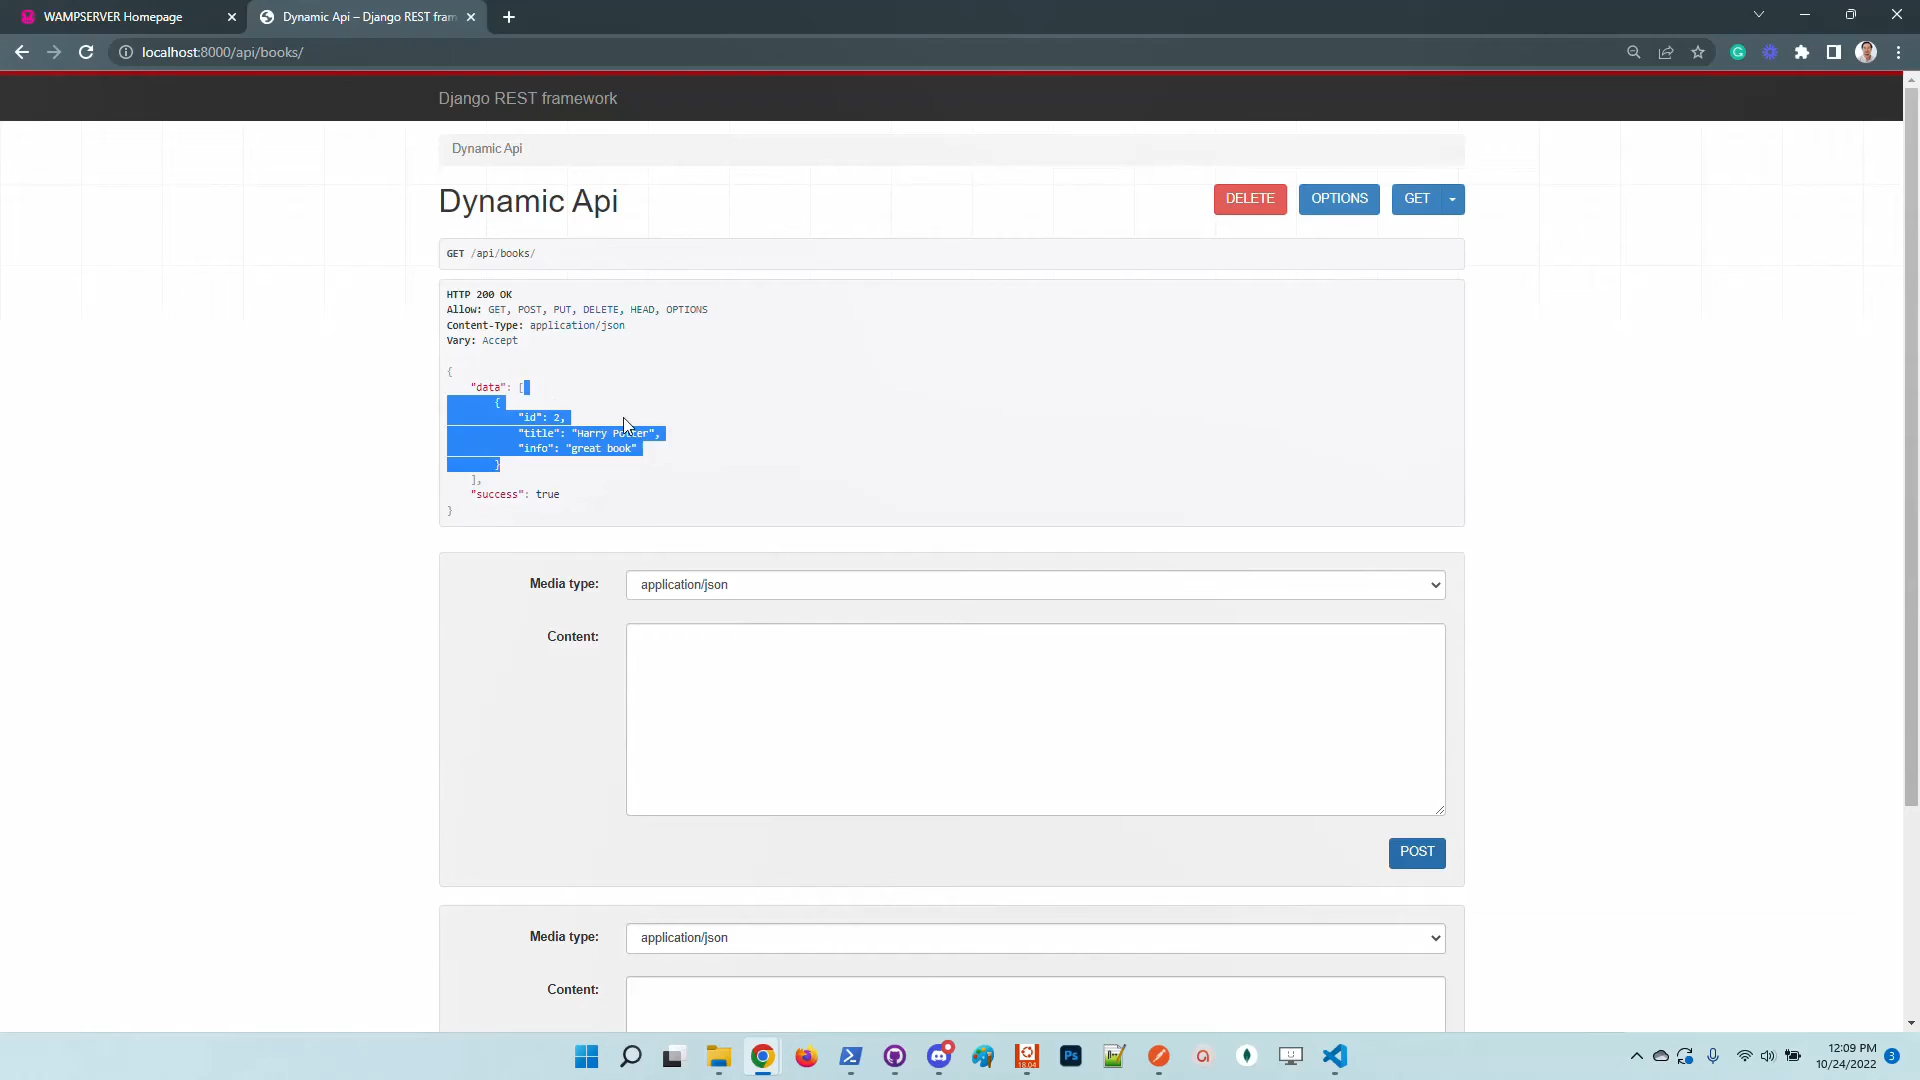 WAMPSERVER Homepage
Dynamic Api – Django REST fram
localhost:8000/api/books/
Django REST framework
Dynamic Api
Dynamic Api
DELETE
OPTIONS
GET
GET /api/books/
HTTP 200 OK
Allow: GET, POST, PUT, DELETE, HEAD, OPTIONS
Content-Type: application/json
Vary: Accept
{
"data": [
{
"id": 2,
"title": "Harry Potter",
"info": "great book"
}
],
"success": true
}
Media type:
application/json
Content:
POST
Media type:
application/json
Content:
Ps
18.04
12:09 PM
10/24/2022
3